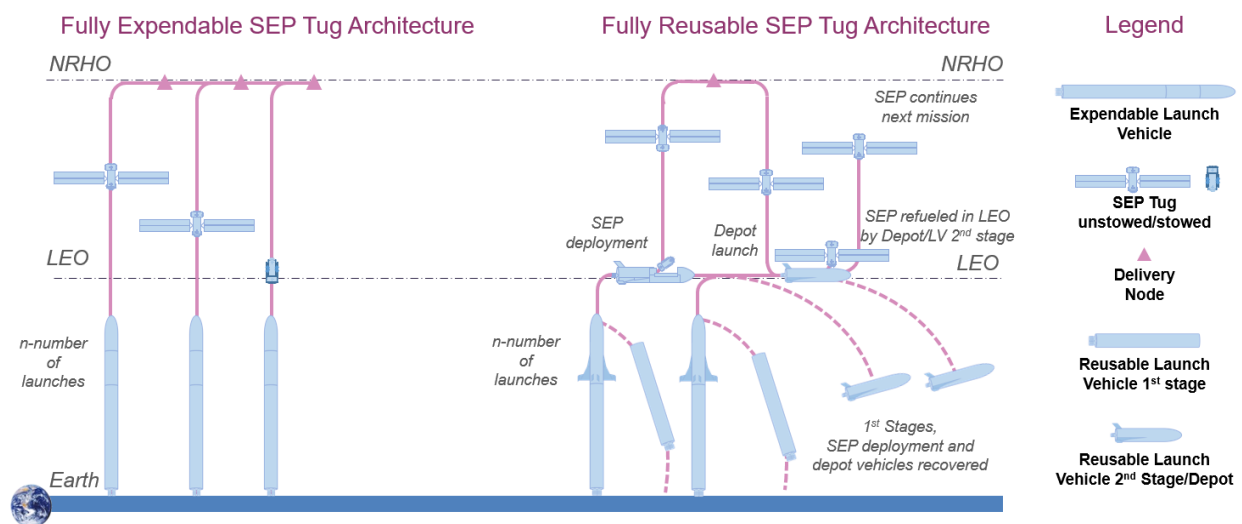 Fully Expendable SEP Tug Architecture
NRHO
LEO
n-number
of
launches
Earth
Fully Reusable SEP Tug Architecture
NRHO
SEP continues
next mission
SEP
deployment
Depot
launch
SEP refueled in LEO
by Depot/LV 2nd stage
LEO
n-number
of
launches
1st Stages,
SEP deployment and
depot vehicles recovered
Legend
Expendable Launch
Vehicle
SEP Tug
unstowed/stowed
Delivery
Node
Reusable Launch
Vehicle 1st stage
Reusable Launch
Vehicle 2nd Stage/Depot